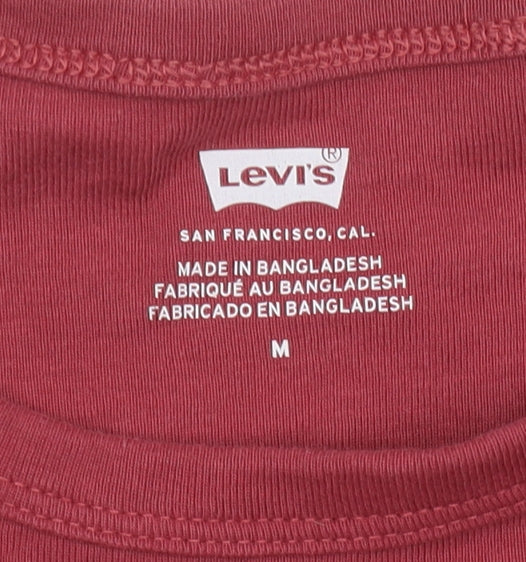 LEVI'S®
SAN FRANCISCO, CAL.
MADE IN BANGLADESH
FABRIQUÉ AU BANGLADESH
FABRICADO EN BANGLADESH
M